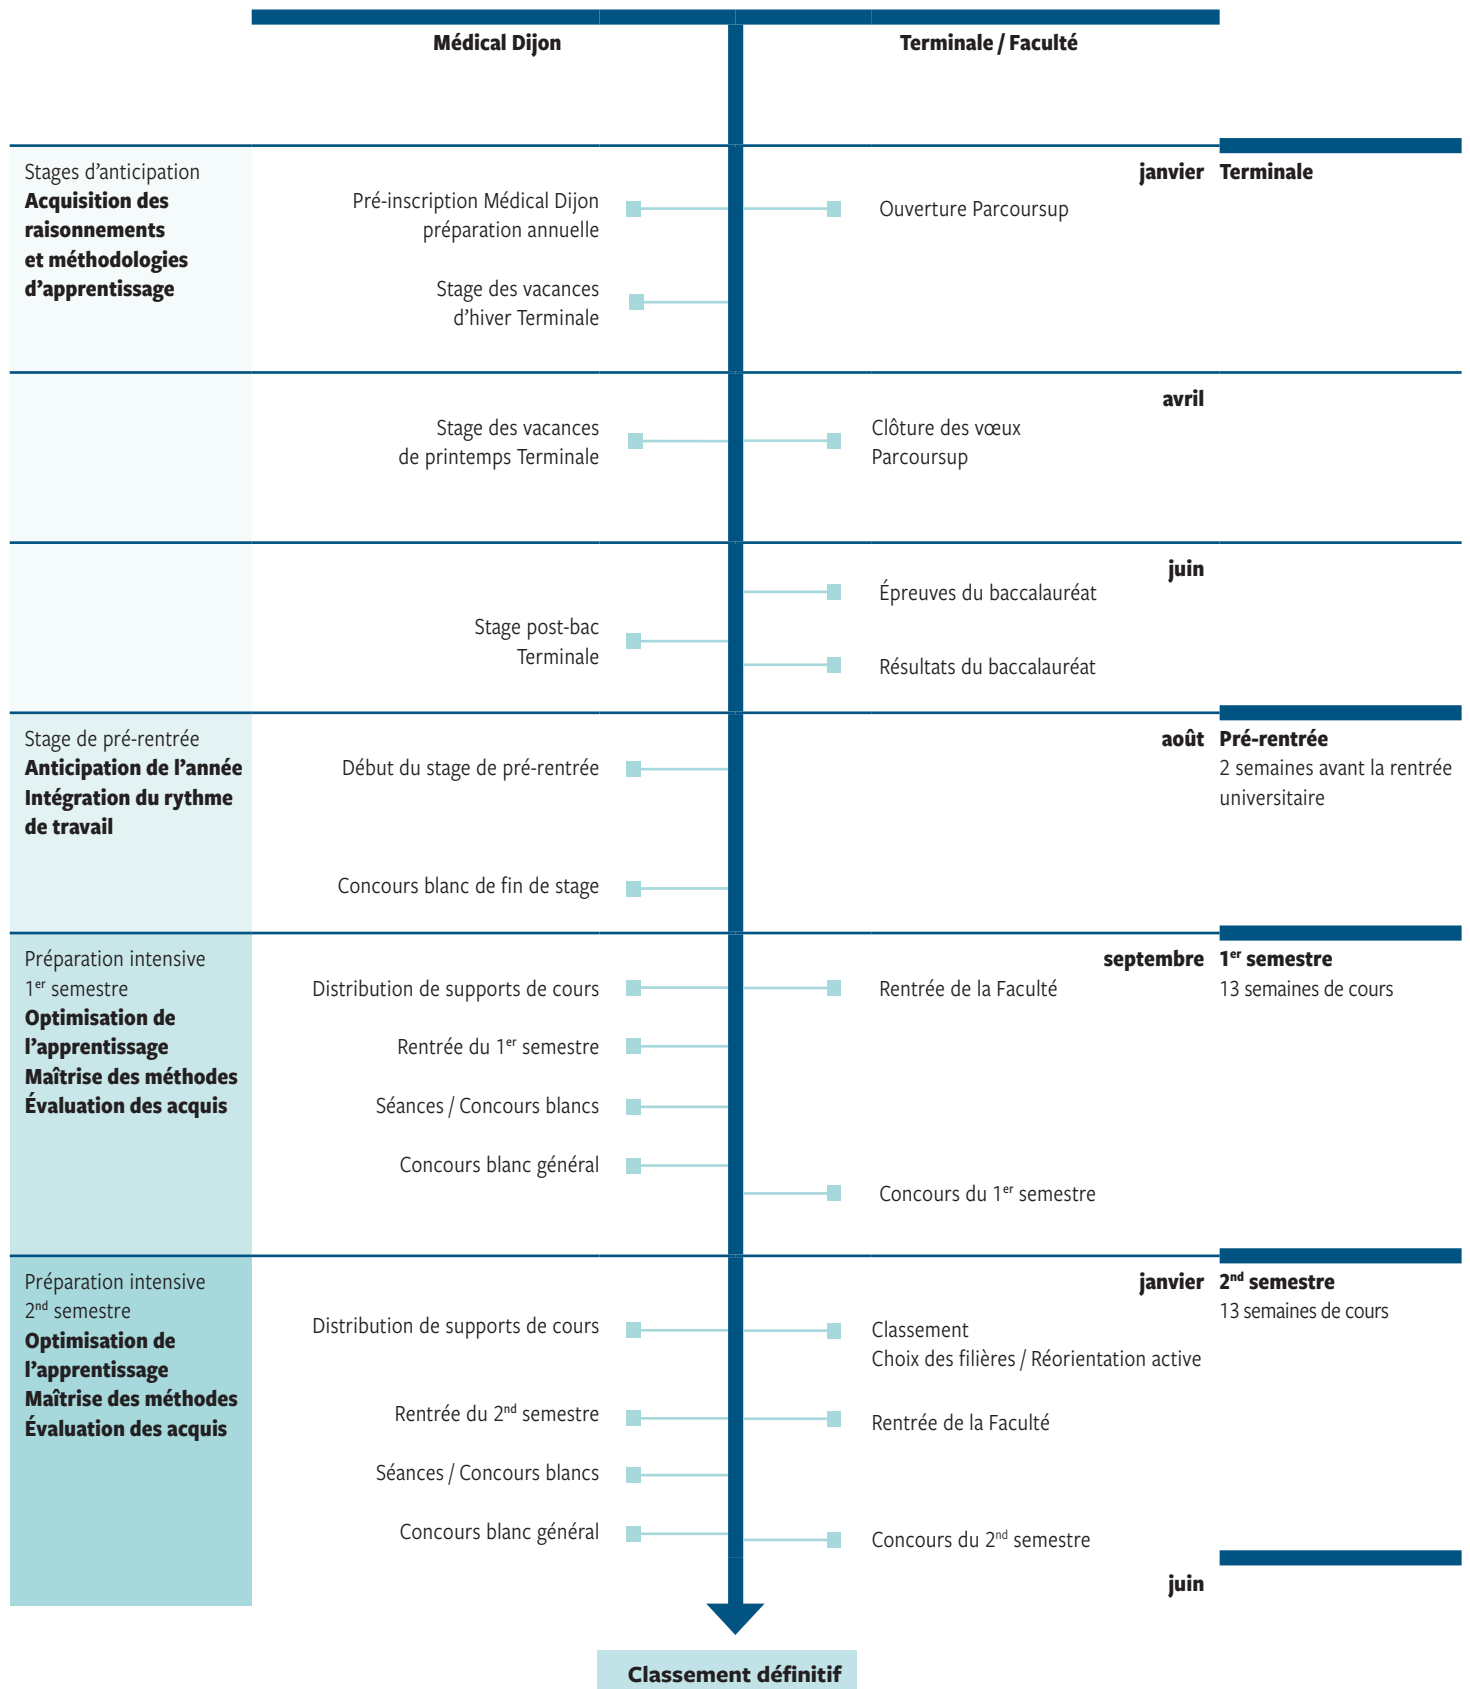 Médical Dijon
Terminale / Faculté
Stages d’anticipation
Acquisition des
raisonnements
et méthodologies
d’apprentissage
Pré-inscription Médical Dijon
préparation annuelle
Stage des vacances
d’hiver Terminale
janvier
Terminale
Ouverture Parcoursup
avril
Stage des vacances
de printemps Terminale
Clôture des vœux
Parcoursup
juin
Épreuves du baccalauréat
Stage post-bac
Terminale
Résultats du baccalauréat
Stage de pré-rentrée
Anticipation de l’année
Intégration du rythme
de travail
Début du stage de pré-rentrée
Concours blanc de fin de stage
août
Pré-rentrée
2 semaines avant la rentrée
universitaire
Préparation intensive
1er semestre
Optimisation de
l’apprentissage
Maîtrise des méthodes
Évaluation des acquis
Distribution de supports de cours
Rentrée du 1er semestre
Séances / Concours blancs
Concours blanc général
septembre
1er semestre
13 semaines de cours
Rentrée de la Faculté
Concours du 1er semestre
Préparation intensive
2nd semestre
Optimisation de
l’apprentissage
Maîtrise des méthodes
Évaluation des acquis
Distribution de supports de cours
Rentrée du 2nd semestre
Séances / Concours blancs
Concours blanc général
janvier
2nd semestre
13 semaines de cours
Classement
Choix des filières / Réorientation active
Rentrée de la Faculté
Concours du 2nd semestre
juin
Classement définitif